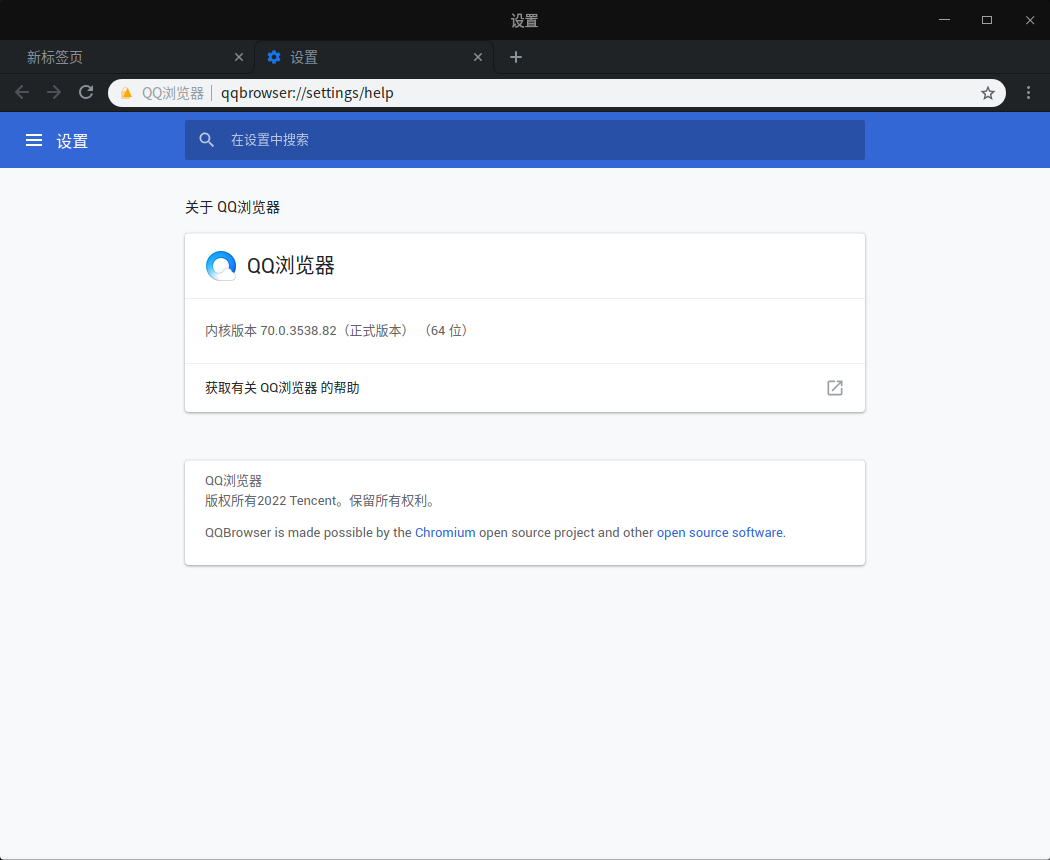 设置
新标签页
设置
QQ浏览器 qqbrowser://settings/help
设置
在设置中搜索
关于 QQ浏览器
QQ浏览器
内核版本 70.0.3538.82（正式版本） （64 位）
获取有关 QQ浏览器 的帮助
QQ浏览器
版权所有2022 Tencent。保留所有权利。
QQBrowser is made possible by the Chromium open source project and other open source software.